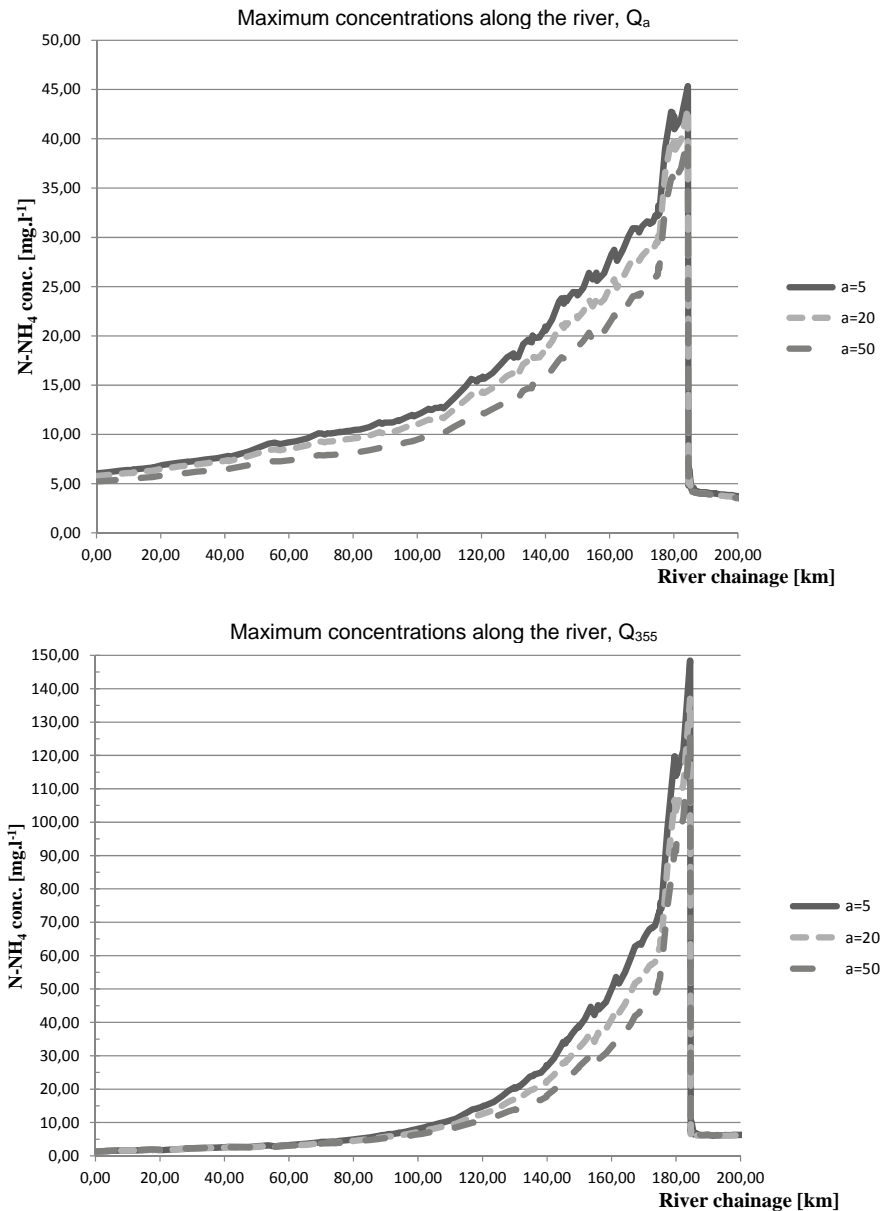 Maximum concentrations along the river, Qₐ
N-NH₄ conc. [mg.l⁻¹]
50,00
45,00
40,00
35,00
30,00
25,00
20,00
15,00
10,00
5,00
0,00
0,00 20,00 40,00 60,00 80,00 100,00 120,00 140,00 160,00 180,00 200,00
River chainage [km]
a=5
a=20
a=50
Maximum concentrations along the river, Q₃₅₅
N-NH₄ conc. [mg.l⁻¹]
150,00
140,00
130,00
120,00
110,00
100,00
90,00
80,00
70,00
60,00
50,00
40,00
30,00
20,00
10,00
0,00
0,00 20,00 40,00 60,00 80,00 100,00 120,00 140,00 160,00 180,00 200,00
River chainage [km]
a=5
a=20
a=50